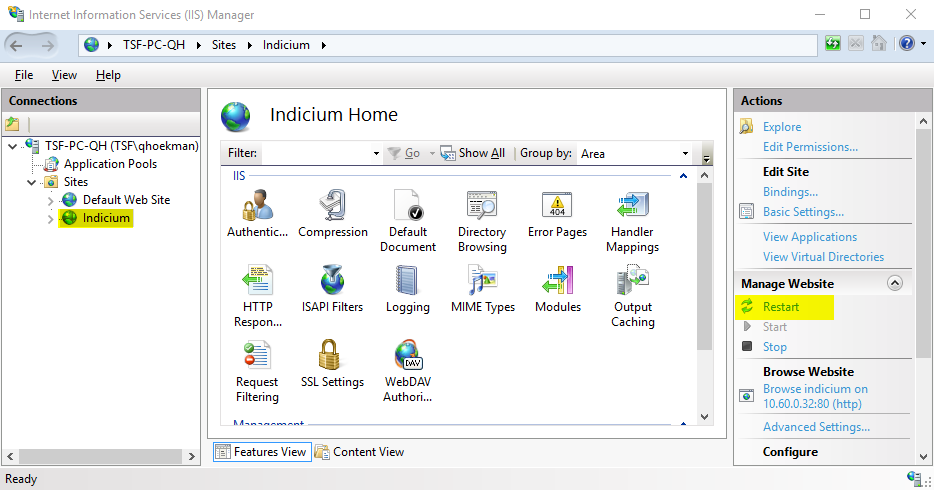 Internet Information Services (IIS) Manager
TSF-PC-QH Sites Indicium
File View Help
Connections
TSF-PC-QH (TSF\qhoekman)
Application Pools
Sites
Default Web Site
Indicium
Indicium Home
Filter: Go Show All Group by: Area
IIS
Authentic... Compression Default Document Directory Browsing Error Pages Handler Mappings
404
HTTP Respon... ISAPI Filters Logging MIME Types Modules Output Caching
Request Filtering SSL Settings WebDAV Authori...
DAV
Management
Features View Content View
Actions
Explore
Edit Permissions...
Edit Site
Bindings...
Basic Settings...
View Applications
View Virtual Directories
Manage Website
Restart
Start
Stop
Browse Website
Browse indicium on
10.60.0.32:80 (http)
Advanced Settings...
Configure
Ready